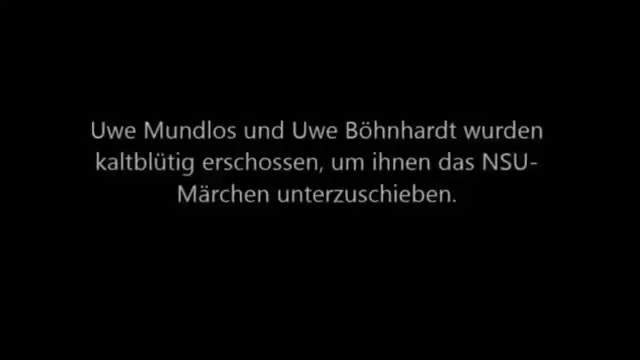 Uwe Mundlos und Uwe Böhnhardt wurden
kaltblütig erschossen, um ihnen das NSU-
Märchen unterzuschieben.